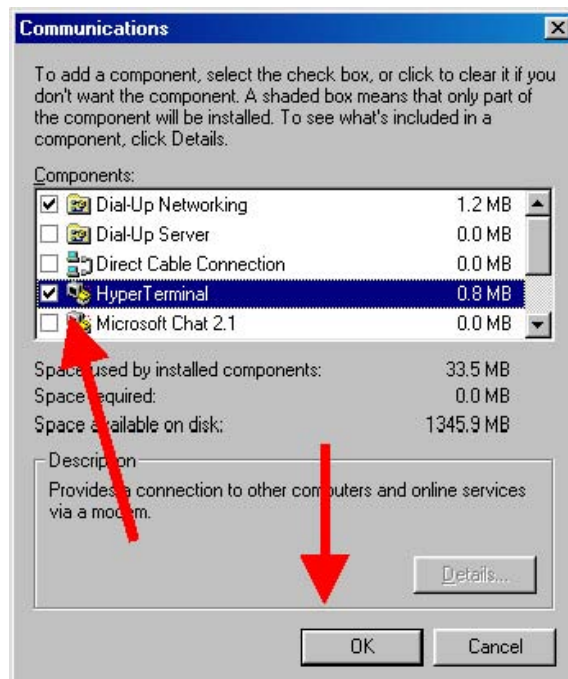 Communications
To add a component, select the check box, or click to clear it if you
don't want the component. A shaded box means that only part of
the component will be installed. To see what's included in a
component, click Details.
Components:
Dial-Up Networking 1.2 MB
Dial-Up Server 0.0 MB
Direct Cable Connection 0.0 MB
HyperTerminal 0.8 MB
Microsoft Chat 2.1 0.0 MB
Space used by installed components: 33.5 MB
Space required: 0.0 MB
Space available on disk: 1345.9 MB
Description
Provides a connection to other computers and online services
via a modem.
Details...
OK Cancel